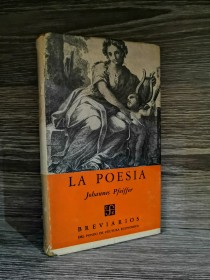 LA POESIA
Johannes Pfeiffer
BREVIARIOS
DEL FONDO DE CULTURA ECONOMICA